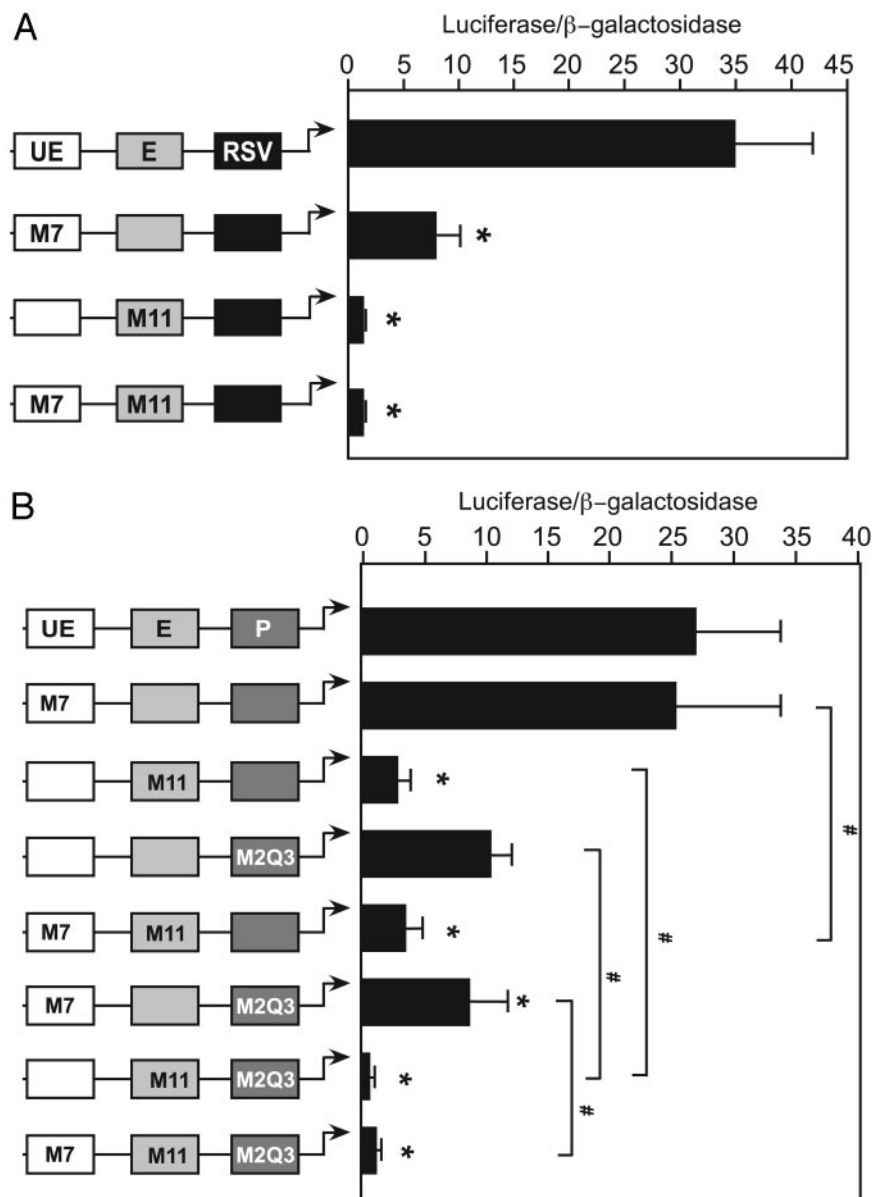 A
Luciferase/β-galactosidase
0 5 10 15 20 25 30 35 40 45
UE E RSV
M7 *
M11 *
M7 M11 *
B
Luciferase/β-galactosidase
0 5 10 15 20 25 30 35 40
UE E P
M7
M11 *
M2Q3
#
M7 M11 * #
#
M7 M2Q3 *
M11 M2Q3 *
#
M7 M11 M2Q3 *